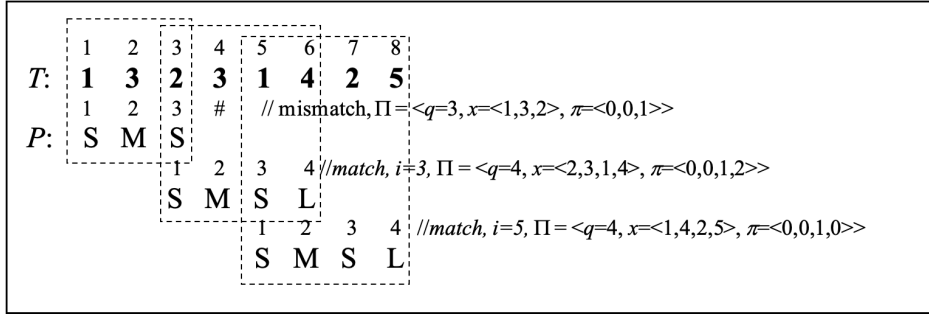 1 2 3 4 5 6 7 8
T: 1 3 2 3 1 4 2 5
1 2 3 # // mismatch, Π = <q=3, x=<1,3,2>, π=<0,0,1>>
P: S M S
1 2 3 4 //match, i=3, Π = <q=4, x=<2,3,1,4>, π=<0,0,1,2>>
S M S L
1 2 3 4 //match, i=5, Π = <q=4, x=<1,4,2,5>, π=<0,0,1,0>>
S M S L